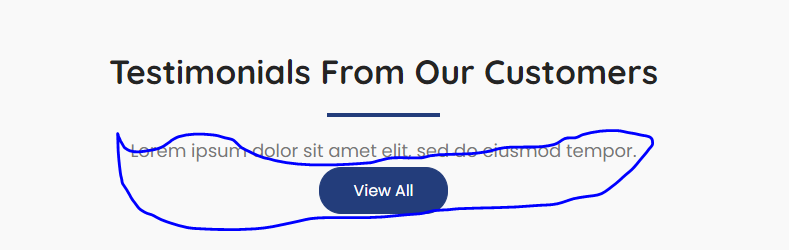 Testimonials From Our Customers
Lorem ipsum dolor sit amet elit, sed do eiusmod tempor.
View All